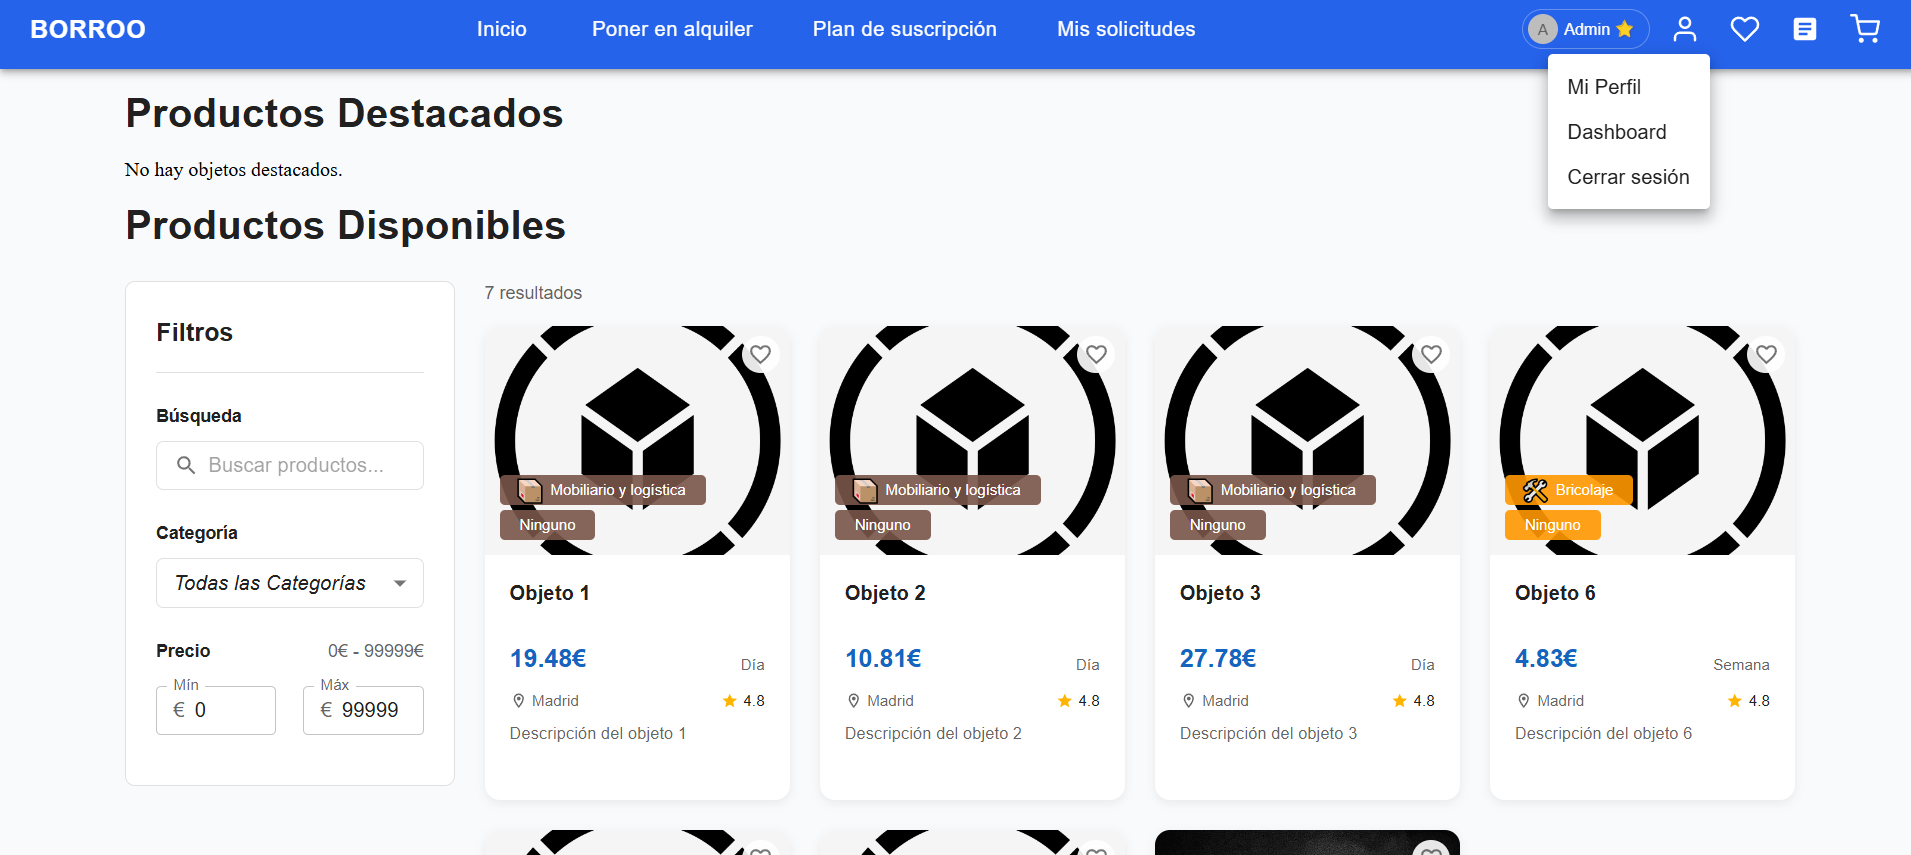 BORROO
Inicio
Poner en alquiler
Plan de suscripción
Mis solicitudes
A
Admin
Mi Perfil
Dashboard
Cerrar sesión
Productos Destacados
No hay objetos destacados.
Productos Disponibles
Filtros
Búsqueda
Buscar productos...
Categoría
Todas las Categorías
Precio
0€ - 99999€
Mín
€ 0
Máx
€ 99999
7 resultados
Mobiliario y logística
Ninguno
Objeto 1
19.48€
Día
Madrid
4.8
Descripción del objeto 1
Mobiliario y logística
Ninguno
Objeto 2
10.81€
Día
Madrid
4.8
Descripción del objeto 2
Mobiliario y logística
Ninguno
Objeto 3
27.78€
Día
Madrid
4.8
Descripción del objeto 3
Bricolaje
Ninguno
Objeto 6
4.83€
Semana
Madrid
4.8
Descripción del objeto 6